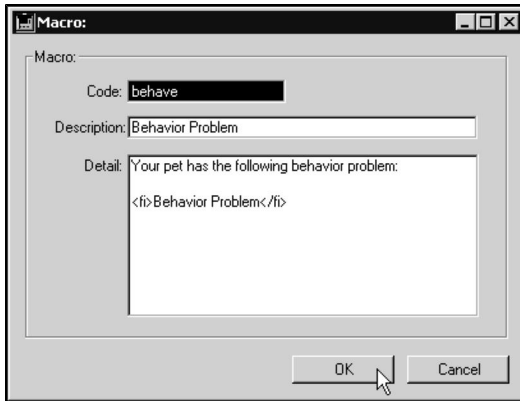 Macro:
Macro:
Code: behave
Description: Behavior Problem
Detail: Your pet has the following behavior problem:
<fi>Behavior Problem</fi>
OK Cancel